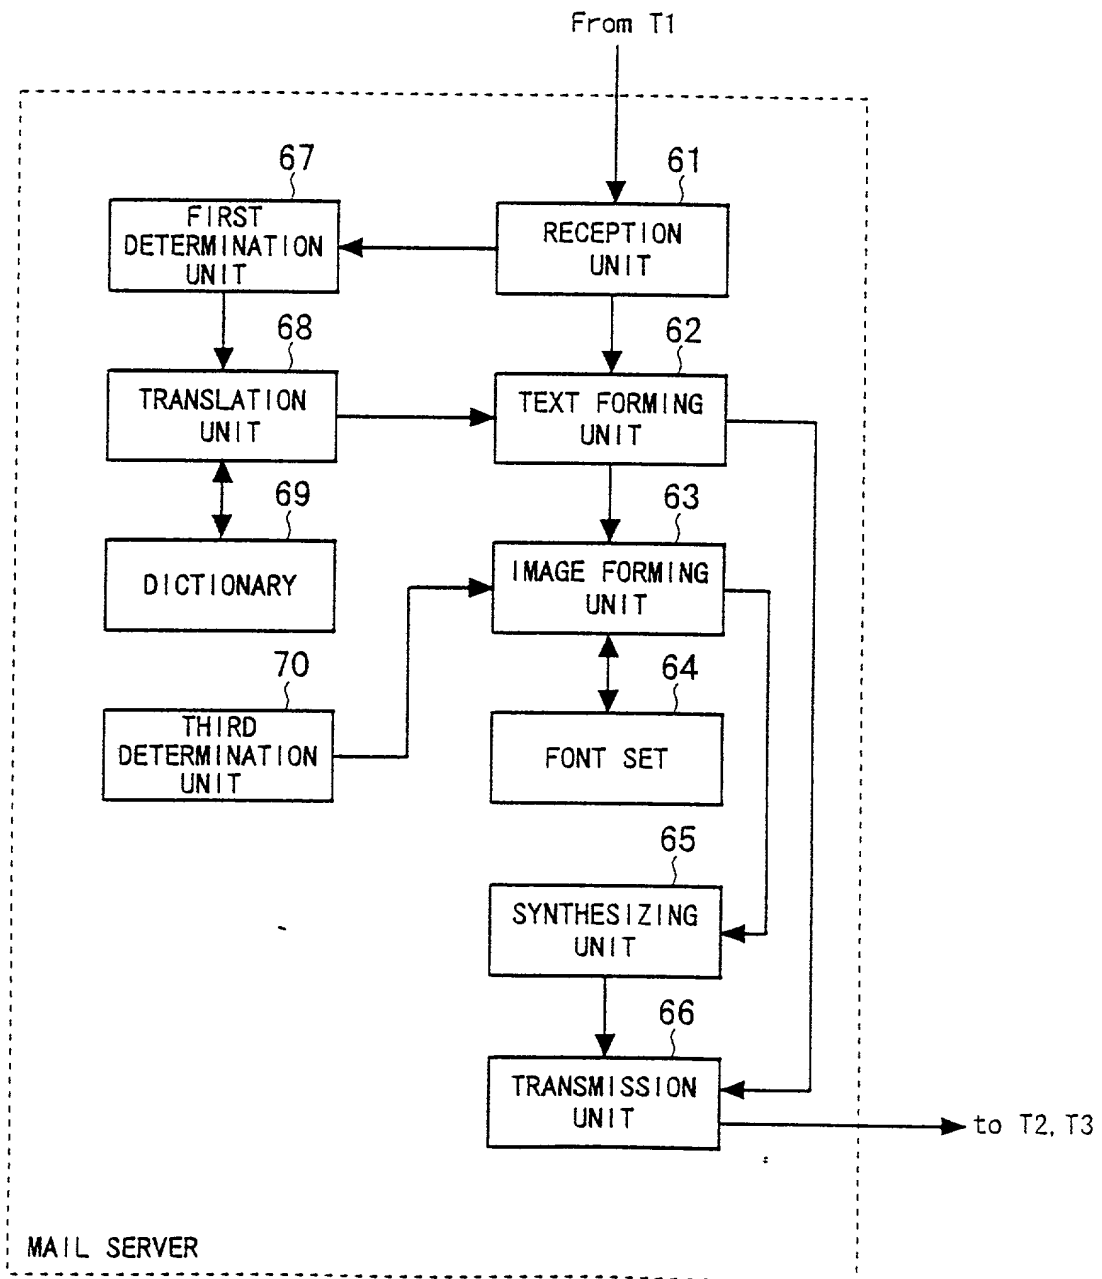 From T1
67
61
FIRST
DETERMINATION
UNIT
RECEPTION
UNIT
68
62
TRANSLATION
UNIT
TEXT FORMING
UNIT
69
63
DICTIONARY
IMAGE FORMING
UNIT
70
64
THIRD
DETERMINATION
UNIT
FONT SET
65
SYNTHESIZING
UNIT
66
TRANSMISSION
UNIT
to T2, T3
MAIL SERVER